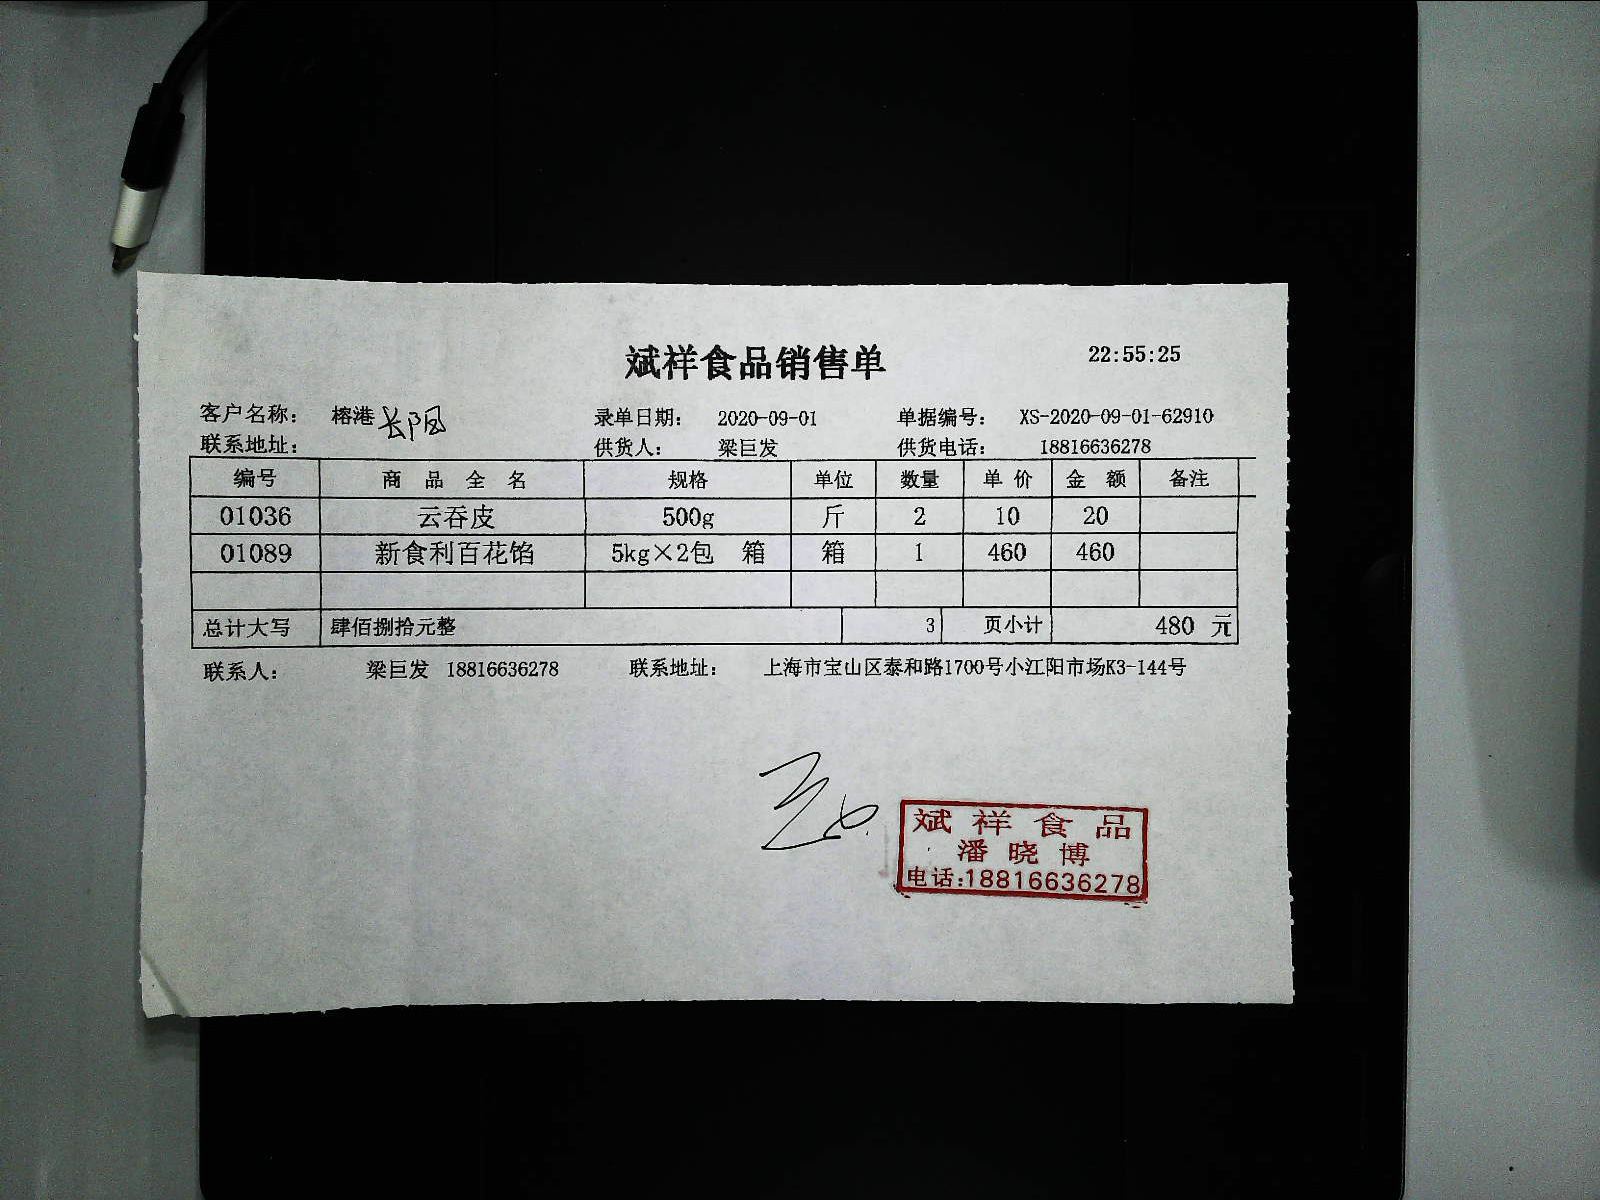 斌祥食品销售单 22:55:25
客户名称： 榕港 录单日期： 2020-09-01 单据编号： XS-2020-09-01-62910
联系地址： 供货人： 梁巨发 供货电话： 18816636278
编号 商品全名 规格 单位 数量 单价 金额 备注
01036 云吞皮 500g 斤 2 10 20
01089 新食利百花馅 5kg×2包 箱 箱 1 460 460
总计大写 肆佰捌拾元整 3 页小计 480 元
联系人： 梁巨发 18816636278 联系地址： 上海市宝山区泰和路1700号小江阳市场K3-144号
斌祥食品
潘晓博
电话:18816636278